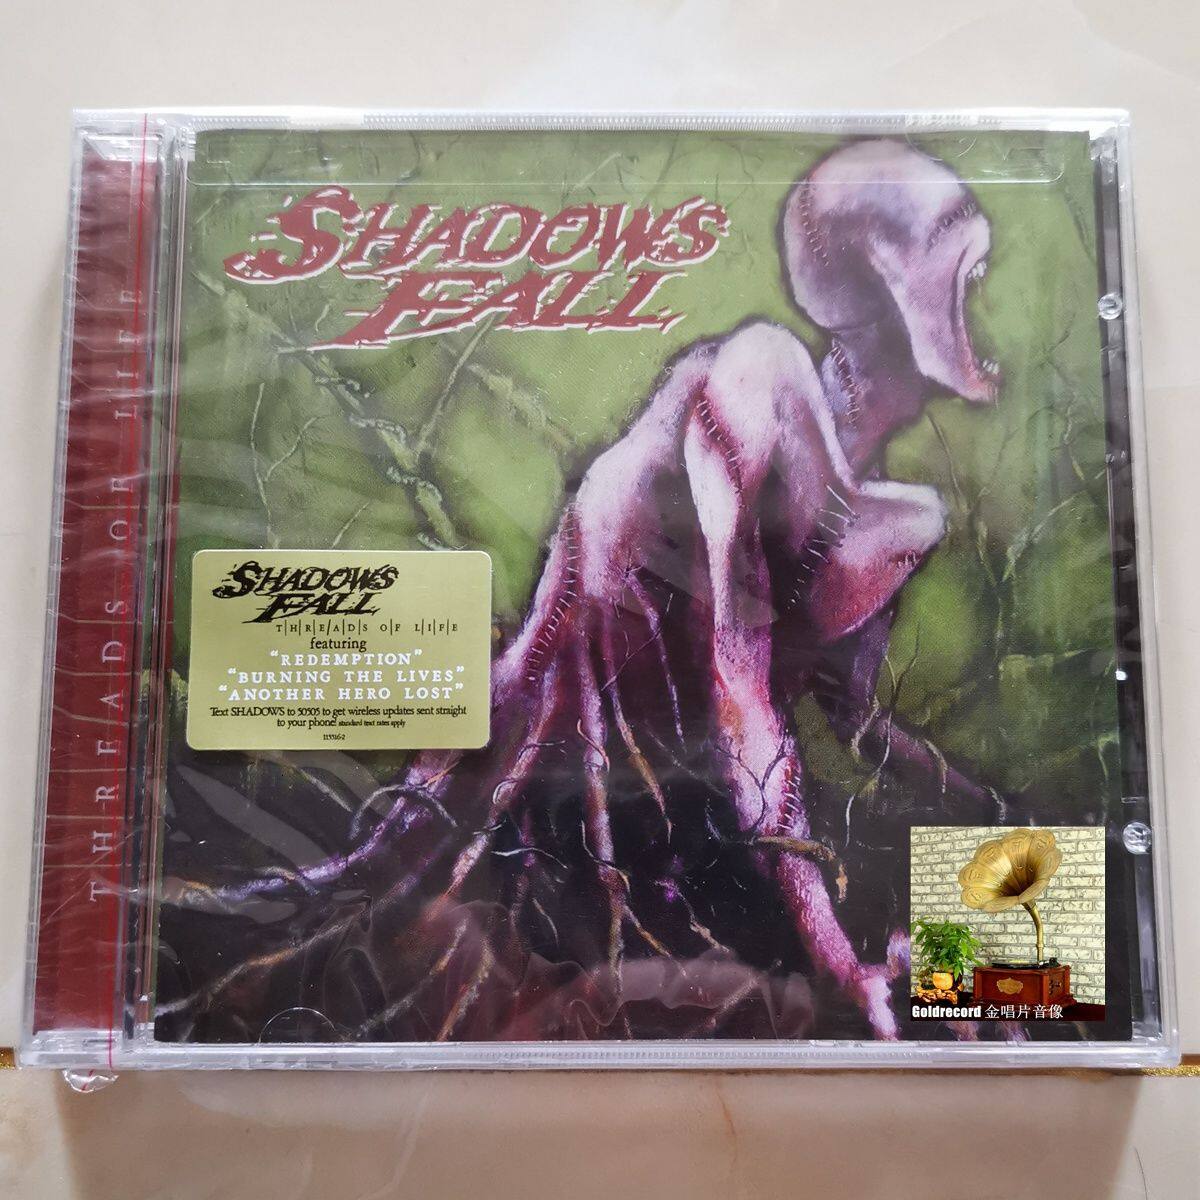 SHADOWS
FALL
THREADS OF LIFE
SHADOWS
FALL
T|H|R|E|A|D|S OF L|I|F|E
featuring
"REDEMPTION"
"BURNING THE LIVES"
"ANOTHER HERO LOST"
Text SHADOWS to 50505 to get wireless updates sent straight
to your phone! standard text rates apply
113316-2
Goldrecord 金唱片音像